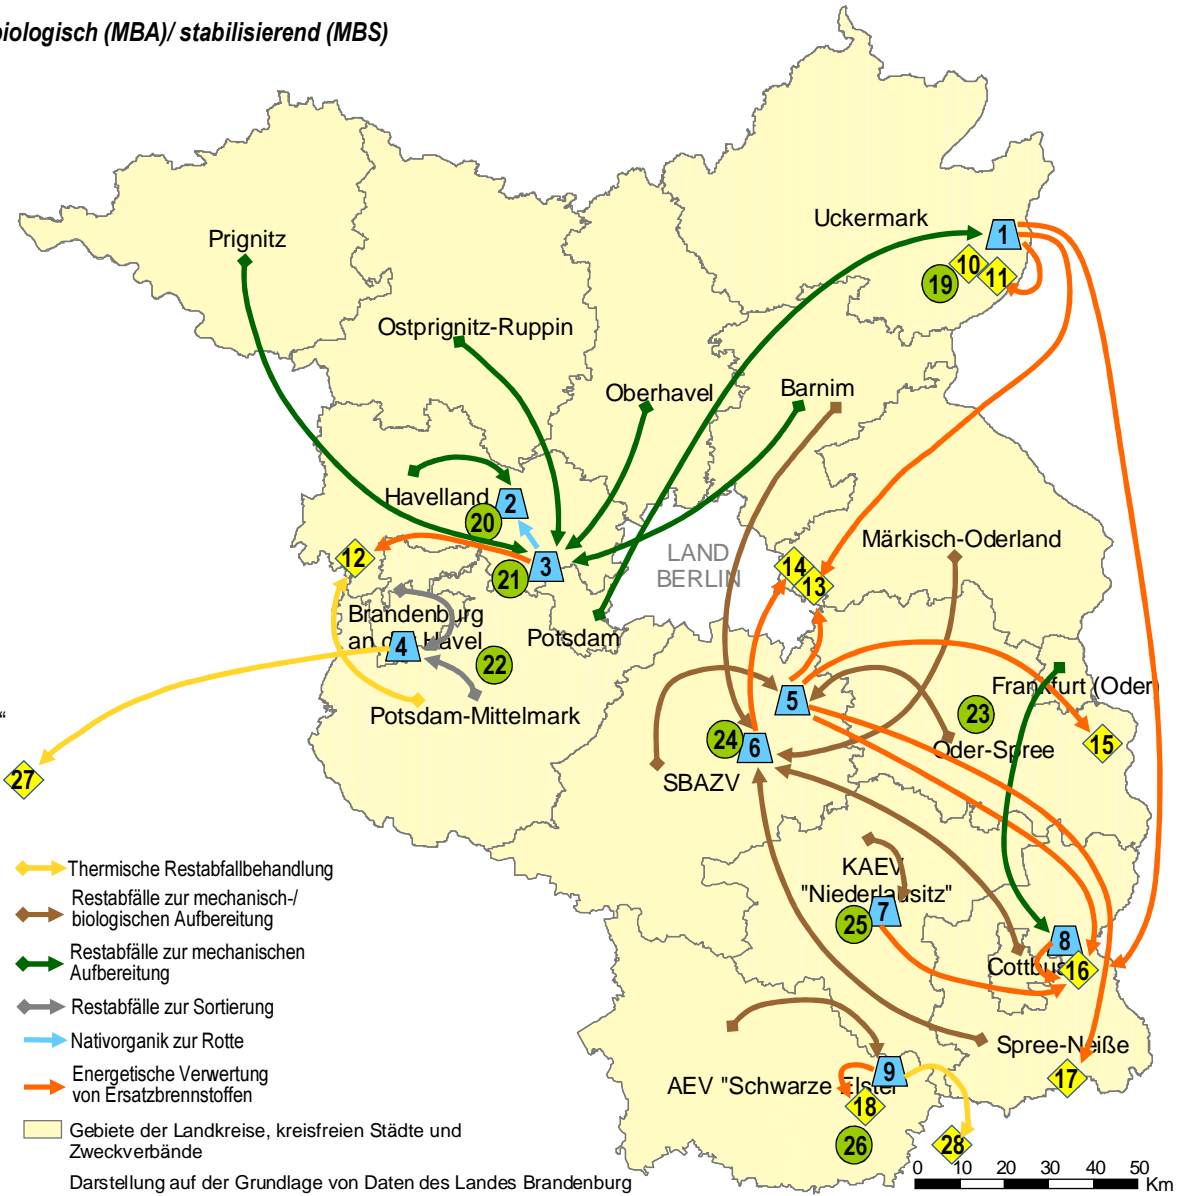 biologisch (MBA)/ stabilisierend (MBS)
Uckermark
1
Prignitz
10
11
19
Ostprignitz-Ruppin
Oberhavel
Barnim
Havelland
2
20
LAND
BERLIN
Märkisch-Oderland
12
3
14
13
21
Brandenburg
an der Havel
4
Potsdam
22
Frankfurt (Oder)
Potsdam-Mittelmark
5
23
“
24
6
Oder-Spree
15
27
SBAZV
KAEV
"Niederlausitz"
7
25
8
Cottbus
16
Spree-Neiße
9
17
AEV "Schwarze Elster"
18
26
28
Thermische Restabfallbehandlung
Restabfälle zur mechanisch-/
biologischen Aufbereitung
Restabfälle zur mechanischen
Aufbereitung
Restabfälle zur Sortierung
Nativorganik zur Rotte
Energetische Verwertung
von Ersatzbrennstoffen
Gebiete der Landkreise, kreisfreien Städte und
Zweckverbände
Darstellung auf der Grundlage von Daten des Landes Brandenburg
0 10 20 30 40 50
Km